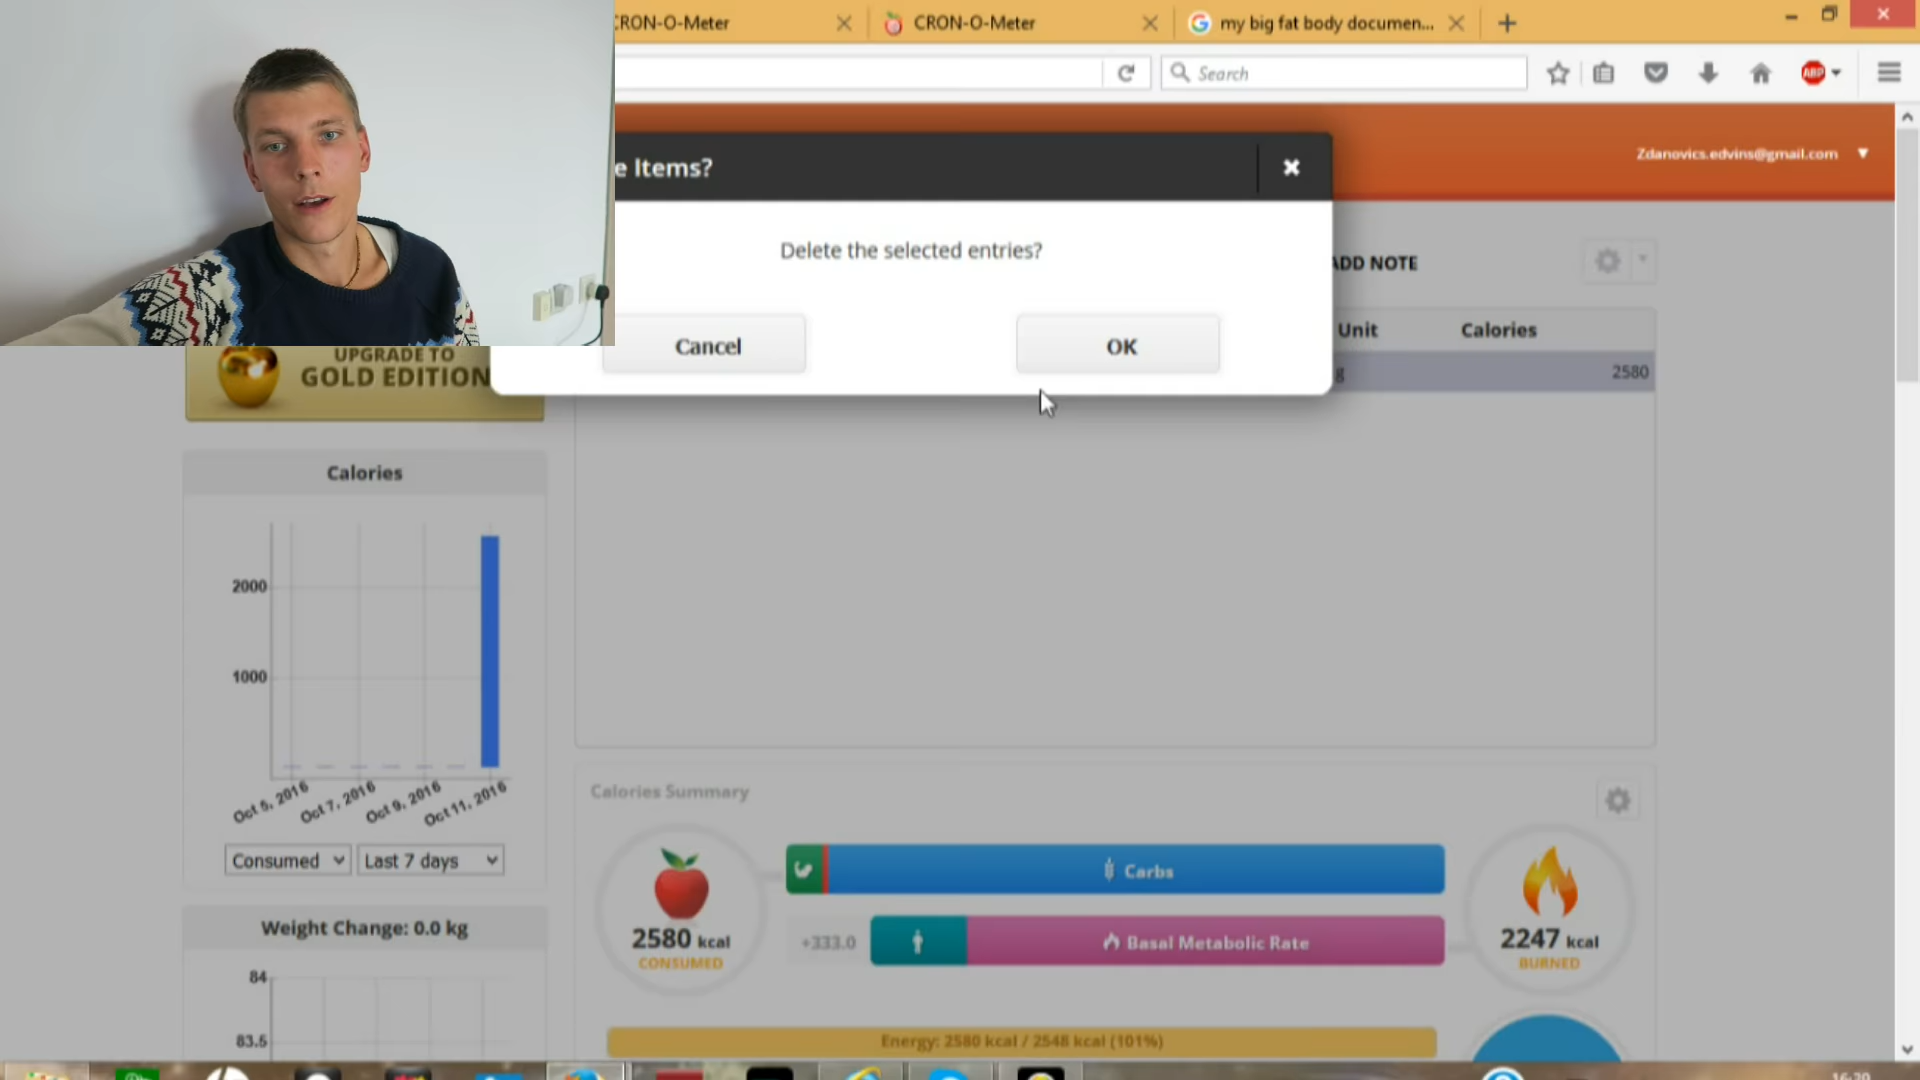 CRON-O-Meter
CRON-O-Meter
my big fat body documen...
Search
ABP
e Items?
Zdanovics.edvins@gmail.com
Delete the selected entries?
ADD NOTE
Cancel
OK
Unit
Calories
g
2580
UPGRADE TO
GOLD EDITION
Calories
2000
1000
Oct 5, 2016
Oct 7, 2016
Oct 9, 2016
Oct 11, 2016
Consumed
Last 7 days
Calories Summary
Carbs
2580 kcal
CONSUMED
+333.0
Basal Metabolic Rate
2247 kcal
BURNED
Weight Change: 0.0 kg
84
83.5
Energy: 2580 kcal / 2548 kcal (101%)